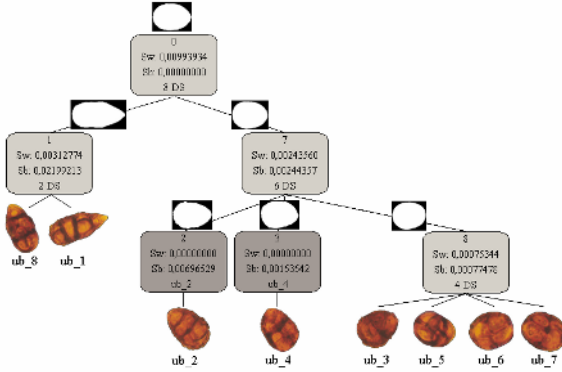 0
Sw: 0,00993934
Sb: 0,00000000
8 DS
1
Sw: 0,00312774
Sb: 0,02199213
2 DS
7
Sw: 0,00243560
Sb: 0,00244357
6 DS
ub_8
ub_1
2
Sw: 0,00000000
Sb: 0,00696529
ub_2
Sw: 0,00000000
Sb: 0,00153542
ub_4
8
Sw: 0,00075344
Sb: 0,00077478
4 DS
ub_2
ub_4
ub_3
ub_5
ub_6
ub_7